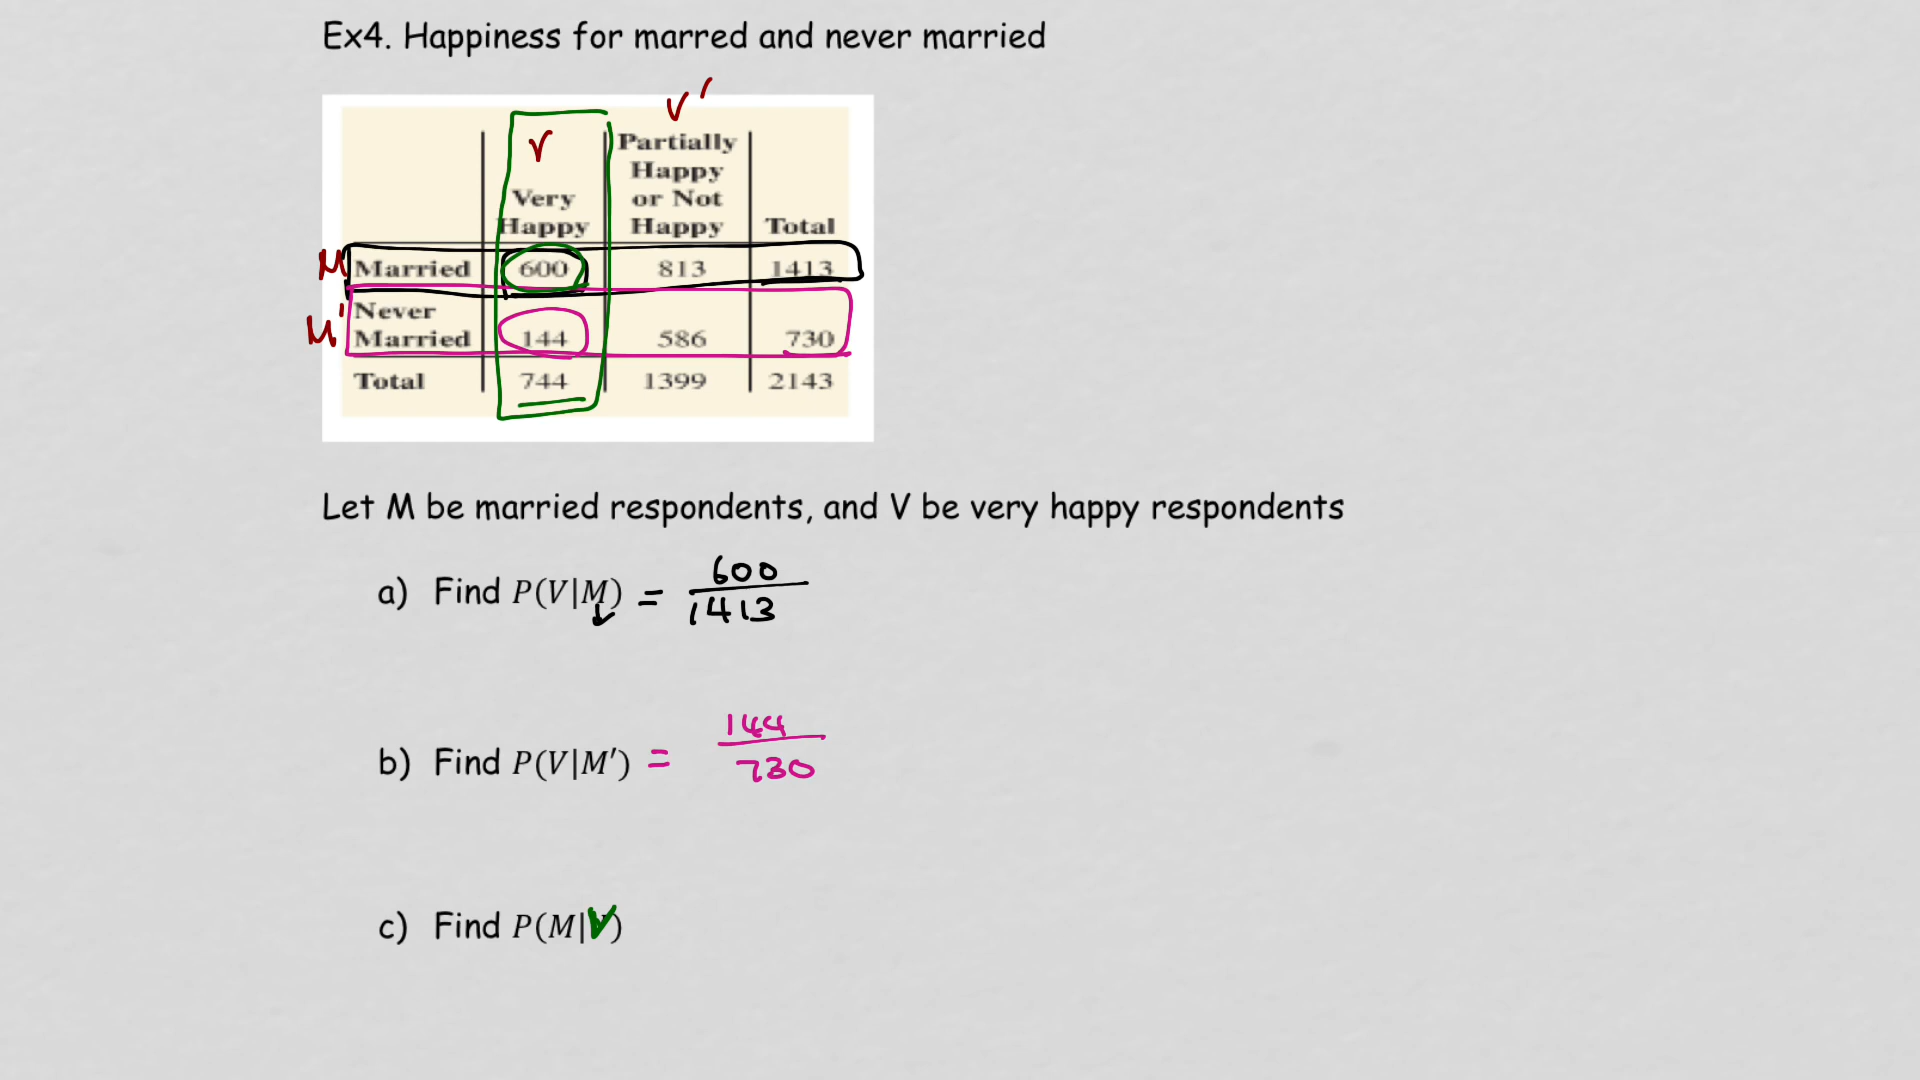 Ex4. Happiness for marred and never married
V'
V
Very Happy
Partially Happy or Not Happy
Total
M Married 600 813 1413
M' Never Married 144 586 730
Total 744 1399 2143
Let M be married respondents, and V be very happy respondents
a) Find P(V|M) = 600/1413
b) Find P(V|M′) = 144/730
c) Find P(M|V)